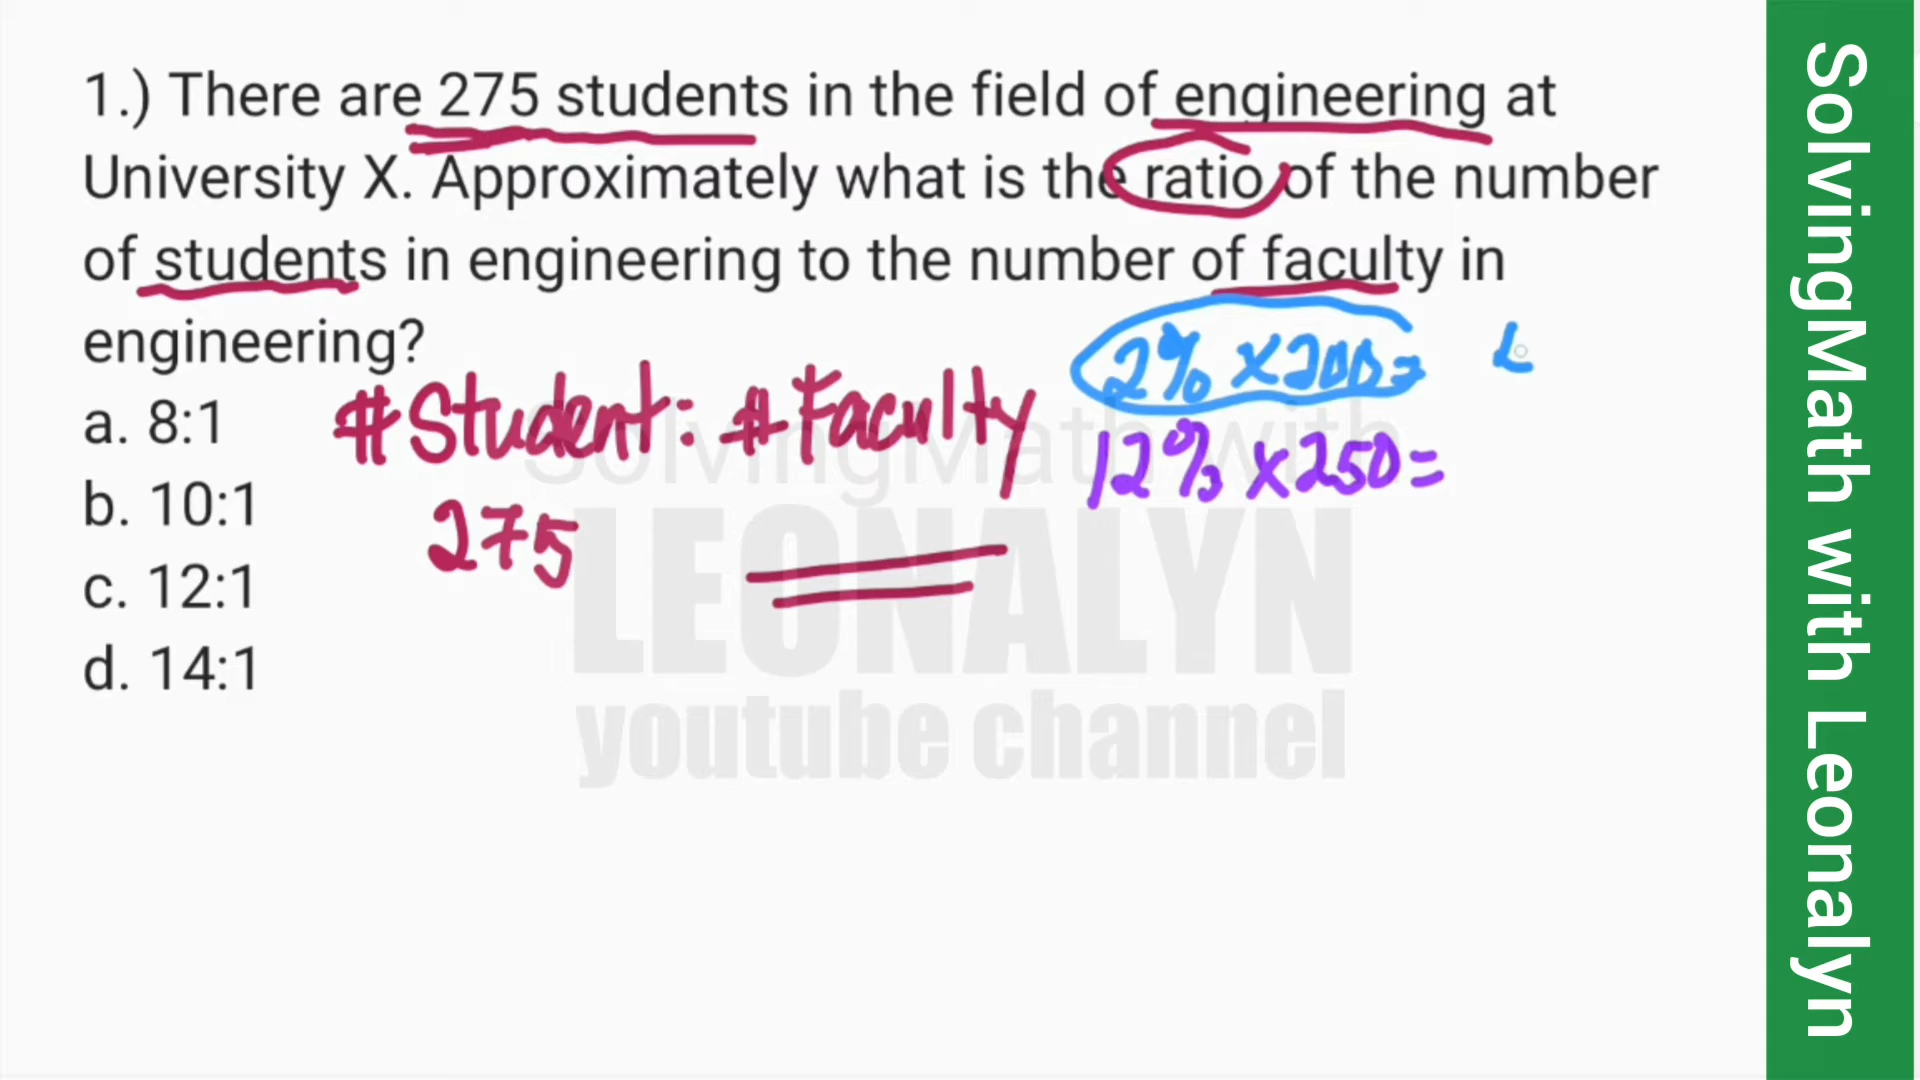 1.) There are 275 students in the field of engineering at
University X. Approximately what is the ratio of the number
of students in engineering to the number of faculty in
engineering?
a. 8:1
b. 10:1
c. 12:1
d. 14:1
#Student: #Faculty
275
2% x200=
12% x250=
SolvingMath with
LEONALYN
youtube channel
SolvingMath with Leonalyn